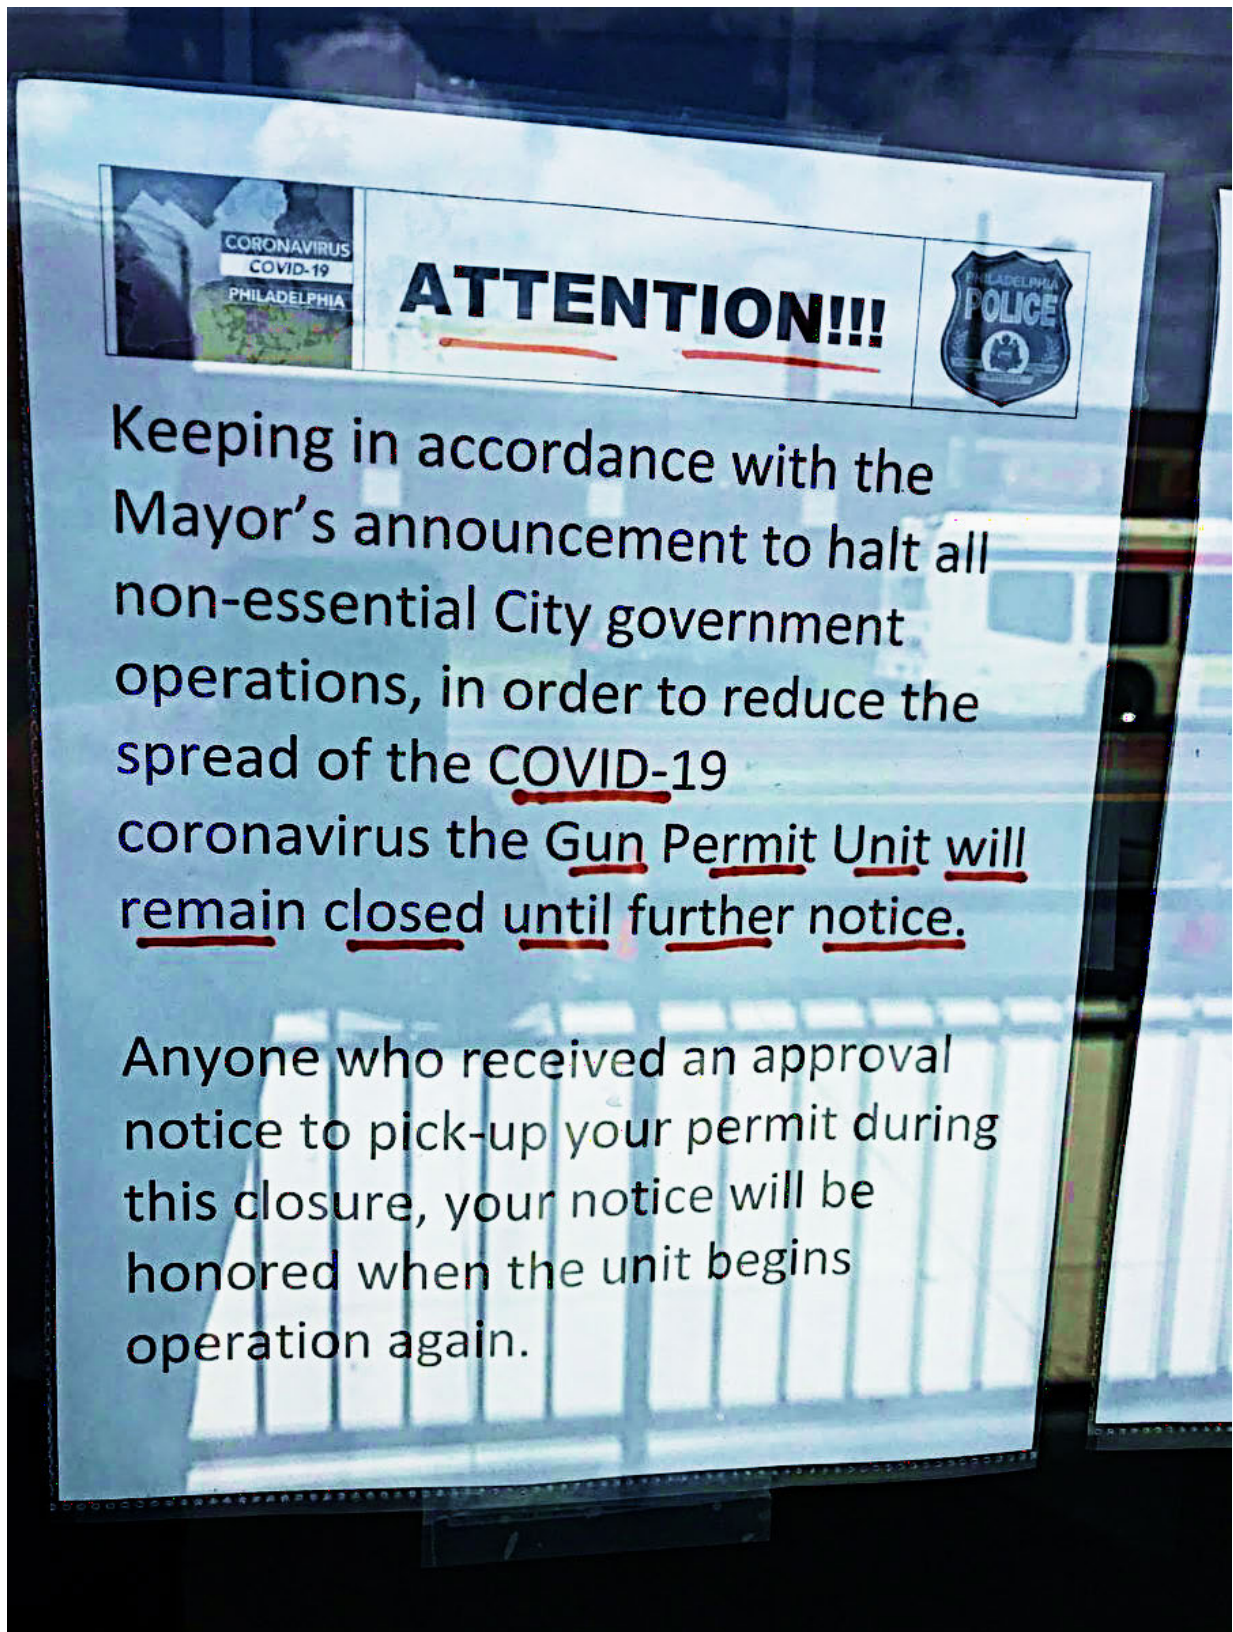 CORONAVIRUS
COVID-19
PHILADELPHIA
ATTENTION!!!
PHILADELPHIA
POLICE
Keeping in accordance with the
Mayor's announcement to halt all
non-essential City government
operations, in order to reduce the
spread of the COVID-19
coronavirus the Gun Permit Unit will
remain closed until further notice.
Anyone who received an approval
notice to pick-up your permit during
this closure, your notice will be
honored when the unit begins
operation again.